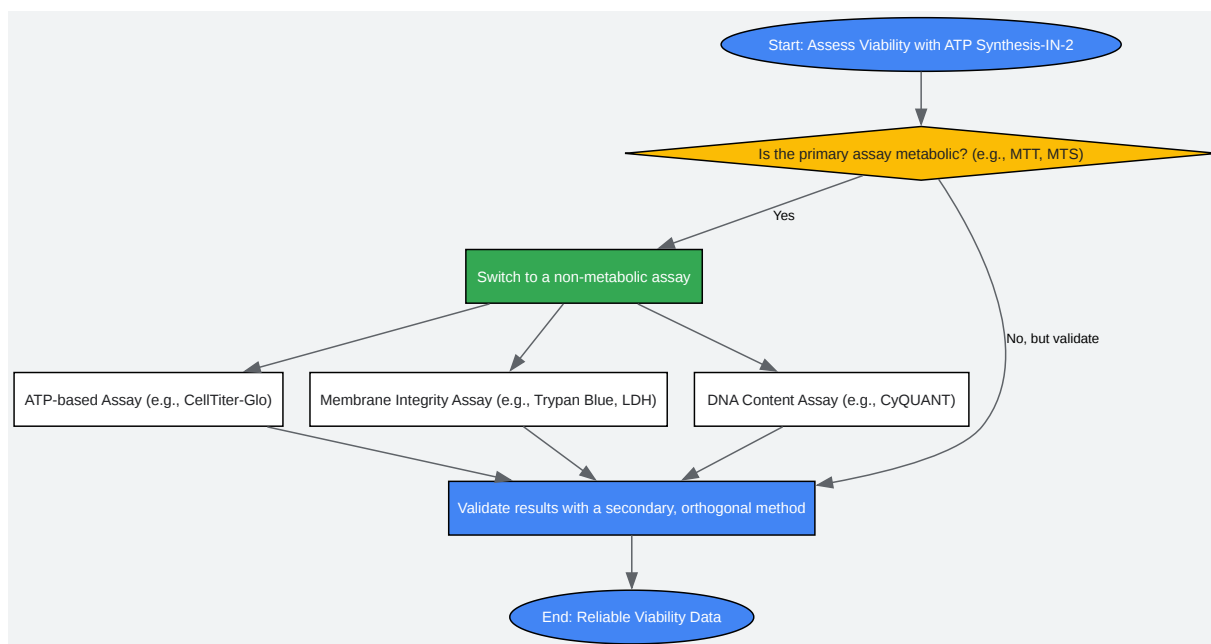 Start: Assess Viability with ATP Synthesis-IN-2
Is the primary assay metabolic? (e.g., MTT, MTS)
Yes
Switch to a non-metabolic assay
No, but validate
ATP-based Assay (e.g., CellTiter-Glo)
Membrane Integrity Assay (e.g., Trypan Blue, LDH)
DNA Content Assay (e.g., CyQUANT)
Validate results with a secondary, orthogonal method
End: Reliable Viability Data